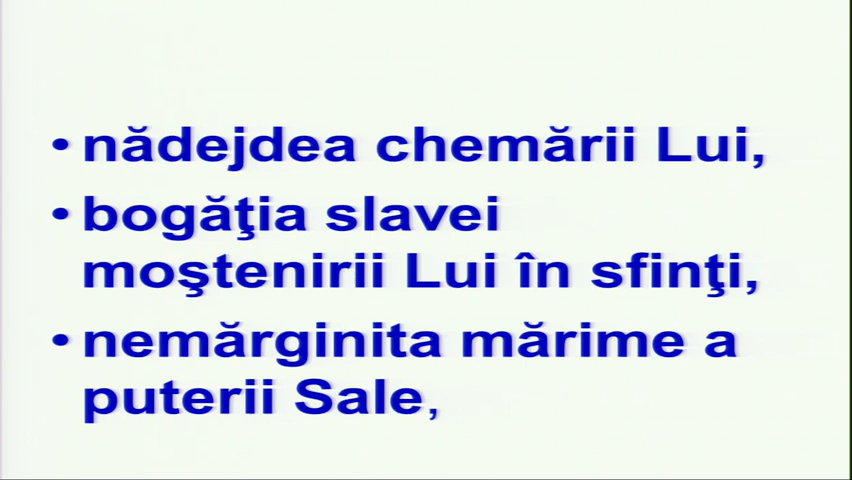 • nădejdea chemării Lui,
• bogăţia slavei
moştenirii Lui în sfinţi,
• nemărginita mărime a
puterii Sale,